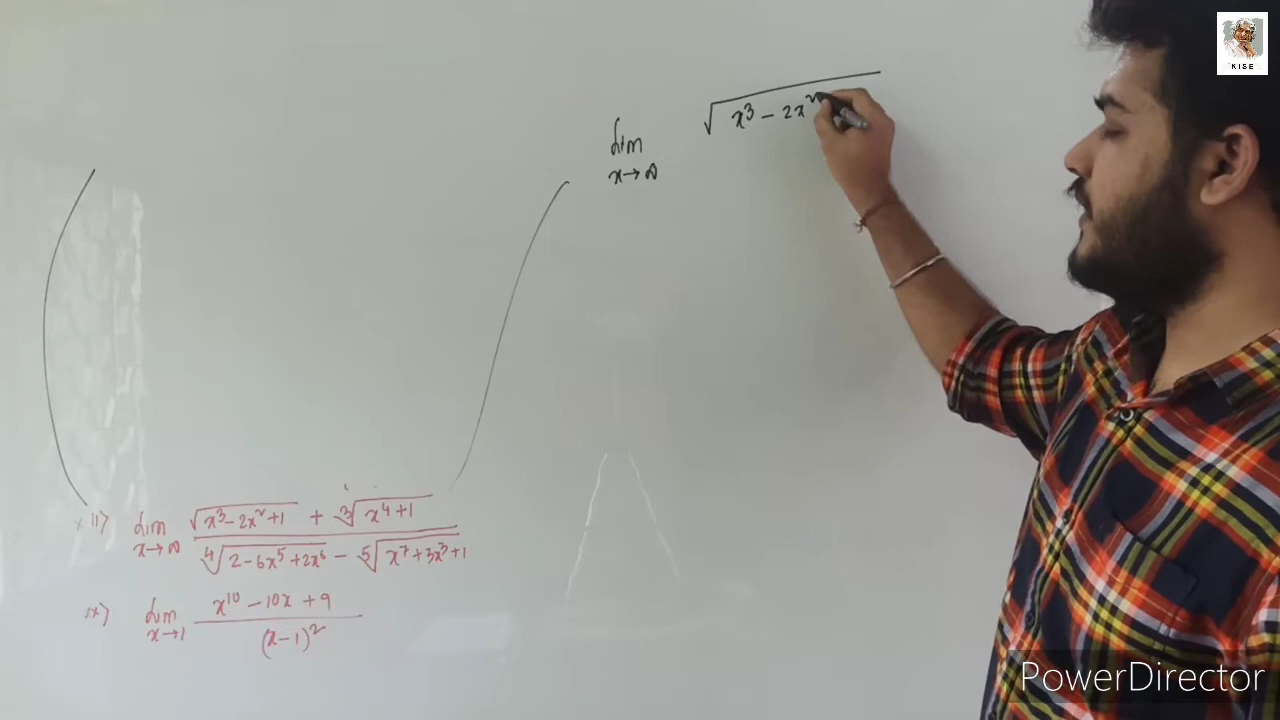 KISE
lim x→∞ √(x³ - 2x²
11) lim x→∞ (√(x³-2x²+1) + ∛(x⁴+1)) / (∜(2-6x⁵+2x⁶) - ⁵√(x⁷+3x³+1))
lim x→1 (x¹⁰ - 10x + 9) / (x-1)²
PowerDirector